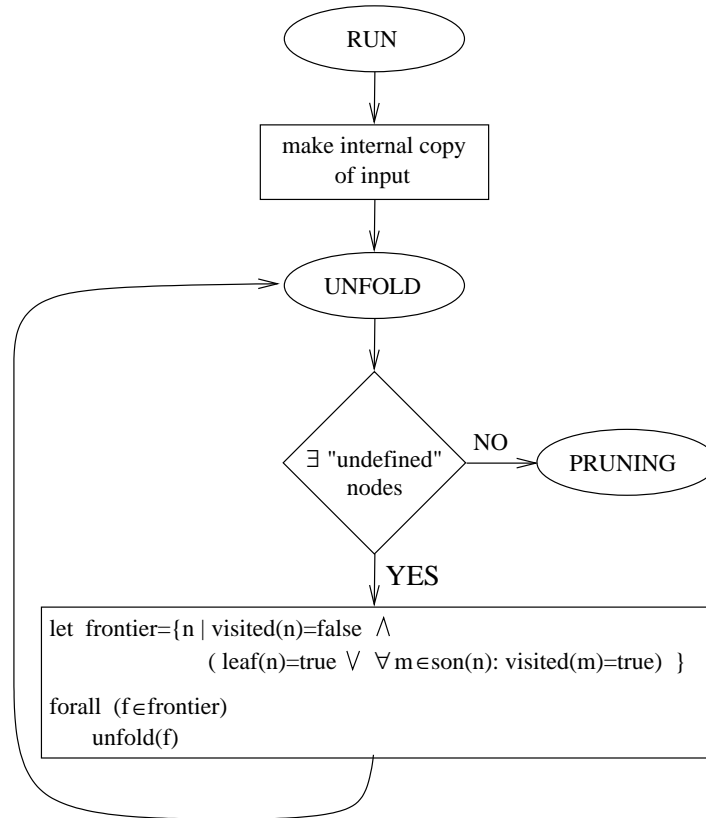 RUN
make internal copy
of input
UNFOLD
∃ "undefined"
nodes
NO
PRUNING
YES
let frontier={n | visited(n)=false ∧
( leaf(n)=true ∨ ∀ m∈son(n): visited(m)=true) }
forall (f∈frontier)
unfold(f)